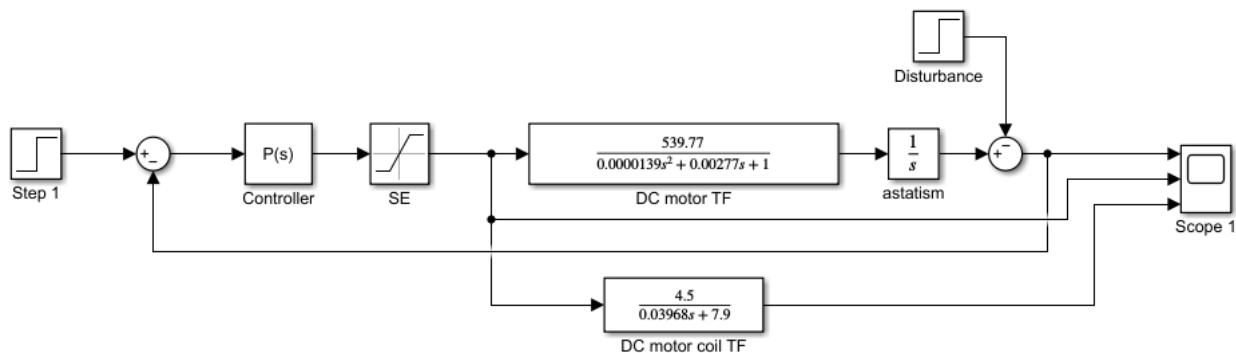 Disturbance
+
−
P(s)
539.77
0.0000139s² + 0.00277s + 1
1
s
+
−
Step 1
Controller
SE
DC motor TF
astatism
Scope 1
4.5
0.03968s + 7.9
DC motor coil TF